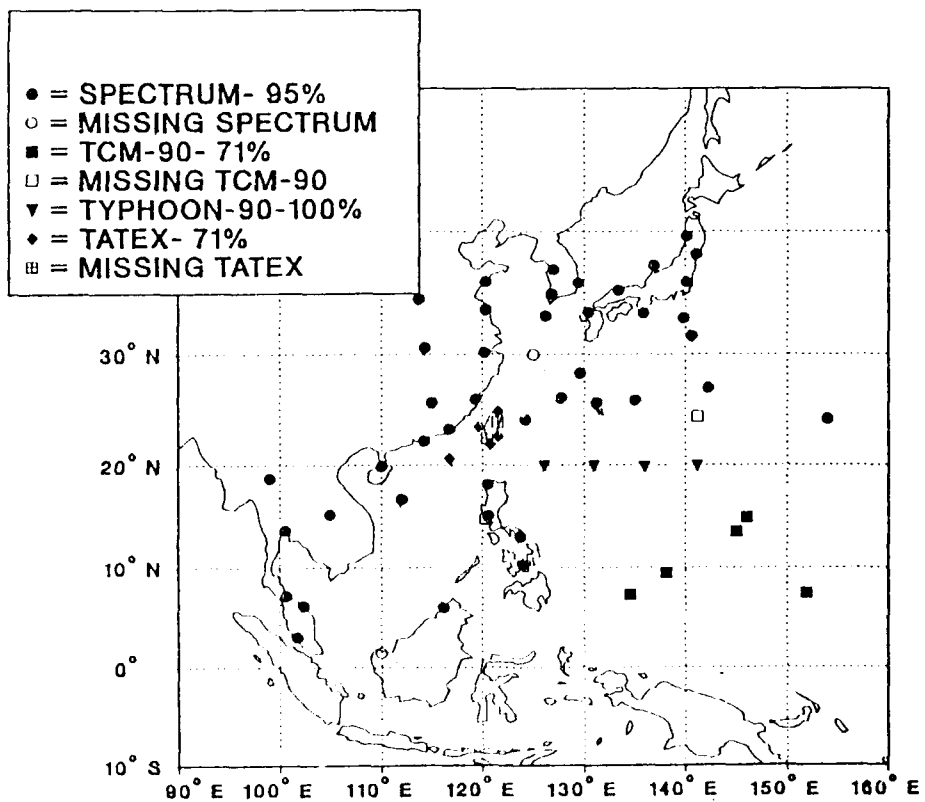 ● = SPECTRUM- 95%
○ = MISSING SPECTRUM
■ = TCM-90- 71%
□ = MISSING TCM-90
▼ = TYPHOON-90-100%
◆ = TATEX- 71%
⊞ = MISSING TATEX
30° N
20° N
10° N
0°
10° S
90° E 100° E 110° E 120° E 130° E 140° E 150° E 160° E